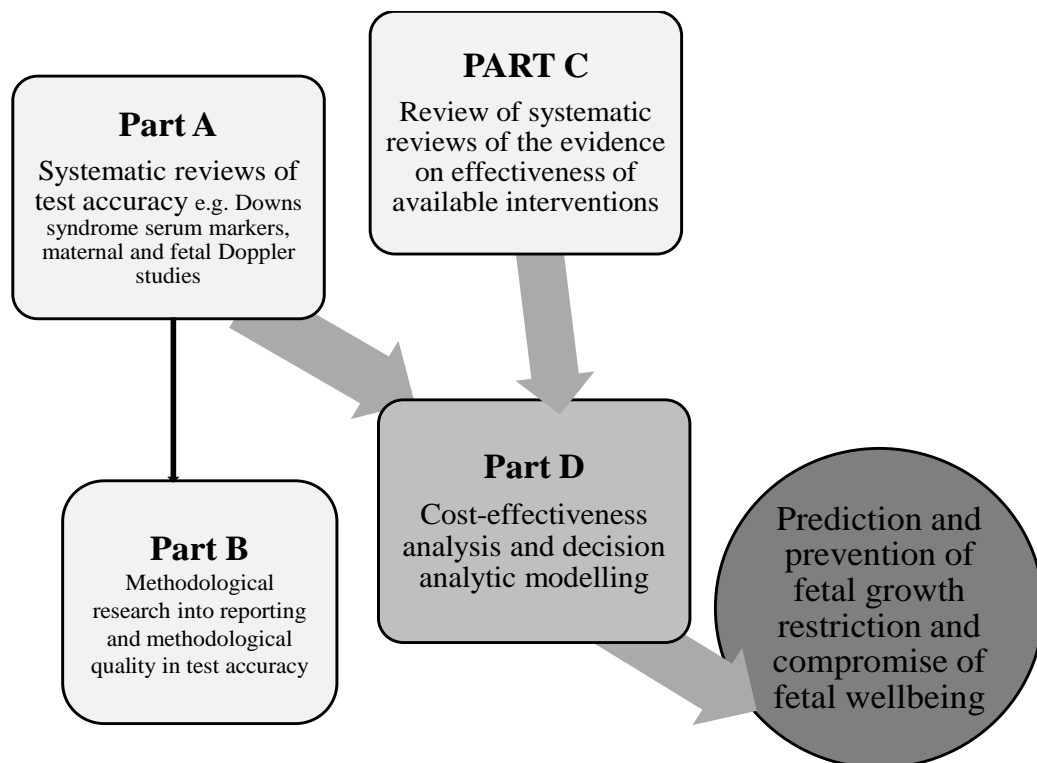 Part A
Systematic reviews of
test accuracy e.g. Downs
syndrome serum markers,
maternal and fetal Doppler
studies
PART C
Review of systematic
reviews of the evidence
on effectiveness of
available interventions
Part B
Methodological
research into reporting
and methodological
quality in test accuracy
Part D
Cost-effectiveness
analysis and decision
analytic modelling
Prediction and
prevention of
fetal growth
restriction and
compromise of
fetal wellbeing